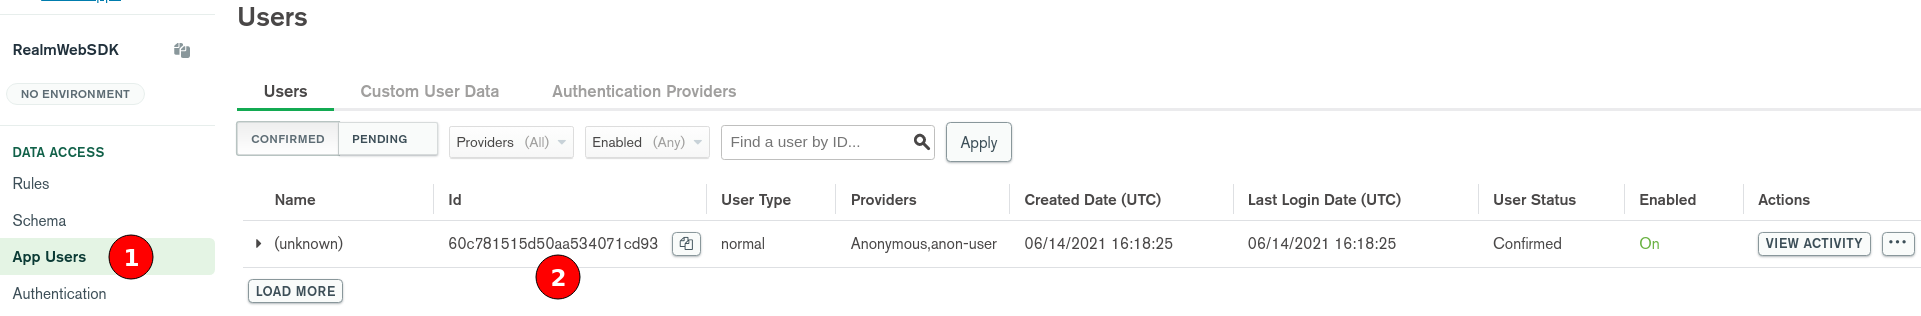 Users
RealmWebSDK
NO ENVIRONMENT
DATA ACCESS
Rules
Schema
App Users 1
Authentication
Users Custom User Data Authentication Providers
CONFIRMED PENDING Providers (All) Enabled (Any) Find a user by ID... Apply
Name Id User Type Providers Created Date (UTC) Last Login Date (UTC) User Status Enabled Actions
(unknown) 60c781515d50aa534071cd93 normal Anonymous,anon-user 06/14/2021 16:18:25 06/14/2021 16:18:25 Confirmed On VIEW ACTIVITY ...
2
LOAD MORE